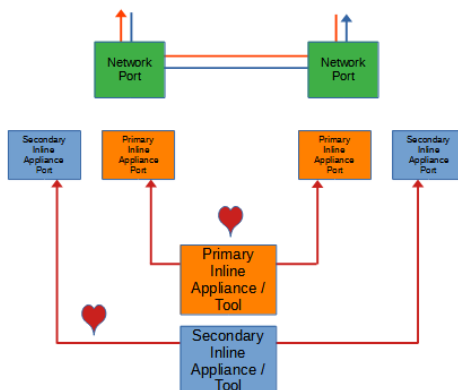 Network
Port
Network
Port
Secondary
Inline
Appliance
Port
Primary
Inline
Appliance
Port
Primary
Inline
Appliance
Port
Secondary
Inline
Appliance
Port
Primary
Inline
Appliance /
Tool
Secondary
Inline
Appliance /
Tool